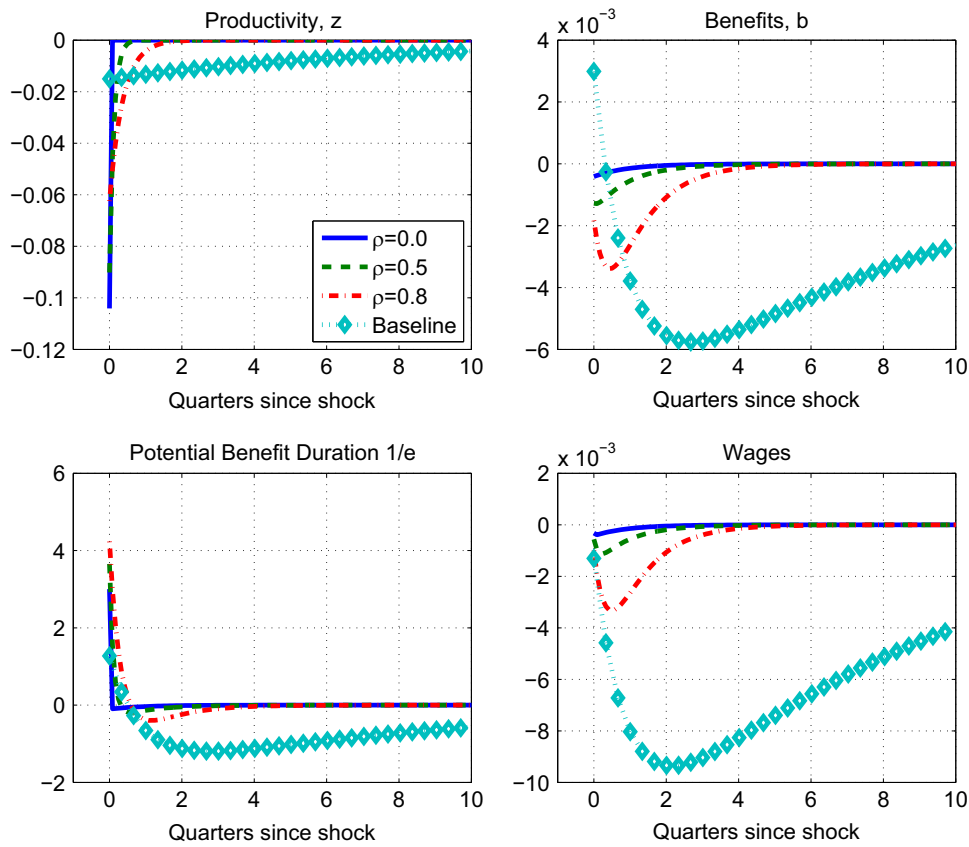 Productivity, z
0
−0.02
−0.04
−0.06
−0.08
−0.1
−0.12
0 2 4 6 8 10
Quarters since shock
ρ=0.0
ρ=0.5
ρ=0.8
Baseline
Benefits, b
x 10−3
4
2
0
−2
−4
−6
0 2 4 6 8 10
Quarters since shock
Potential Benefit Duration 1/e
6
4
2
0
−2
0 2 4 6 8 10
Quarters since shock
Wages
x 10−3
2
0
−2
−4
−6
−8
−10
0 2 4 6 8 10
Quarters since shock